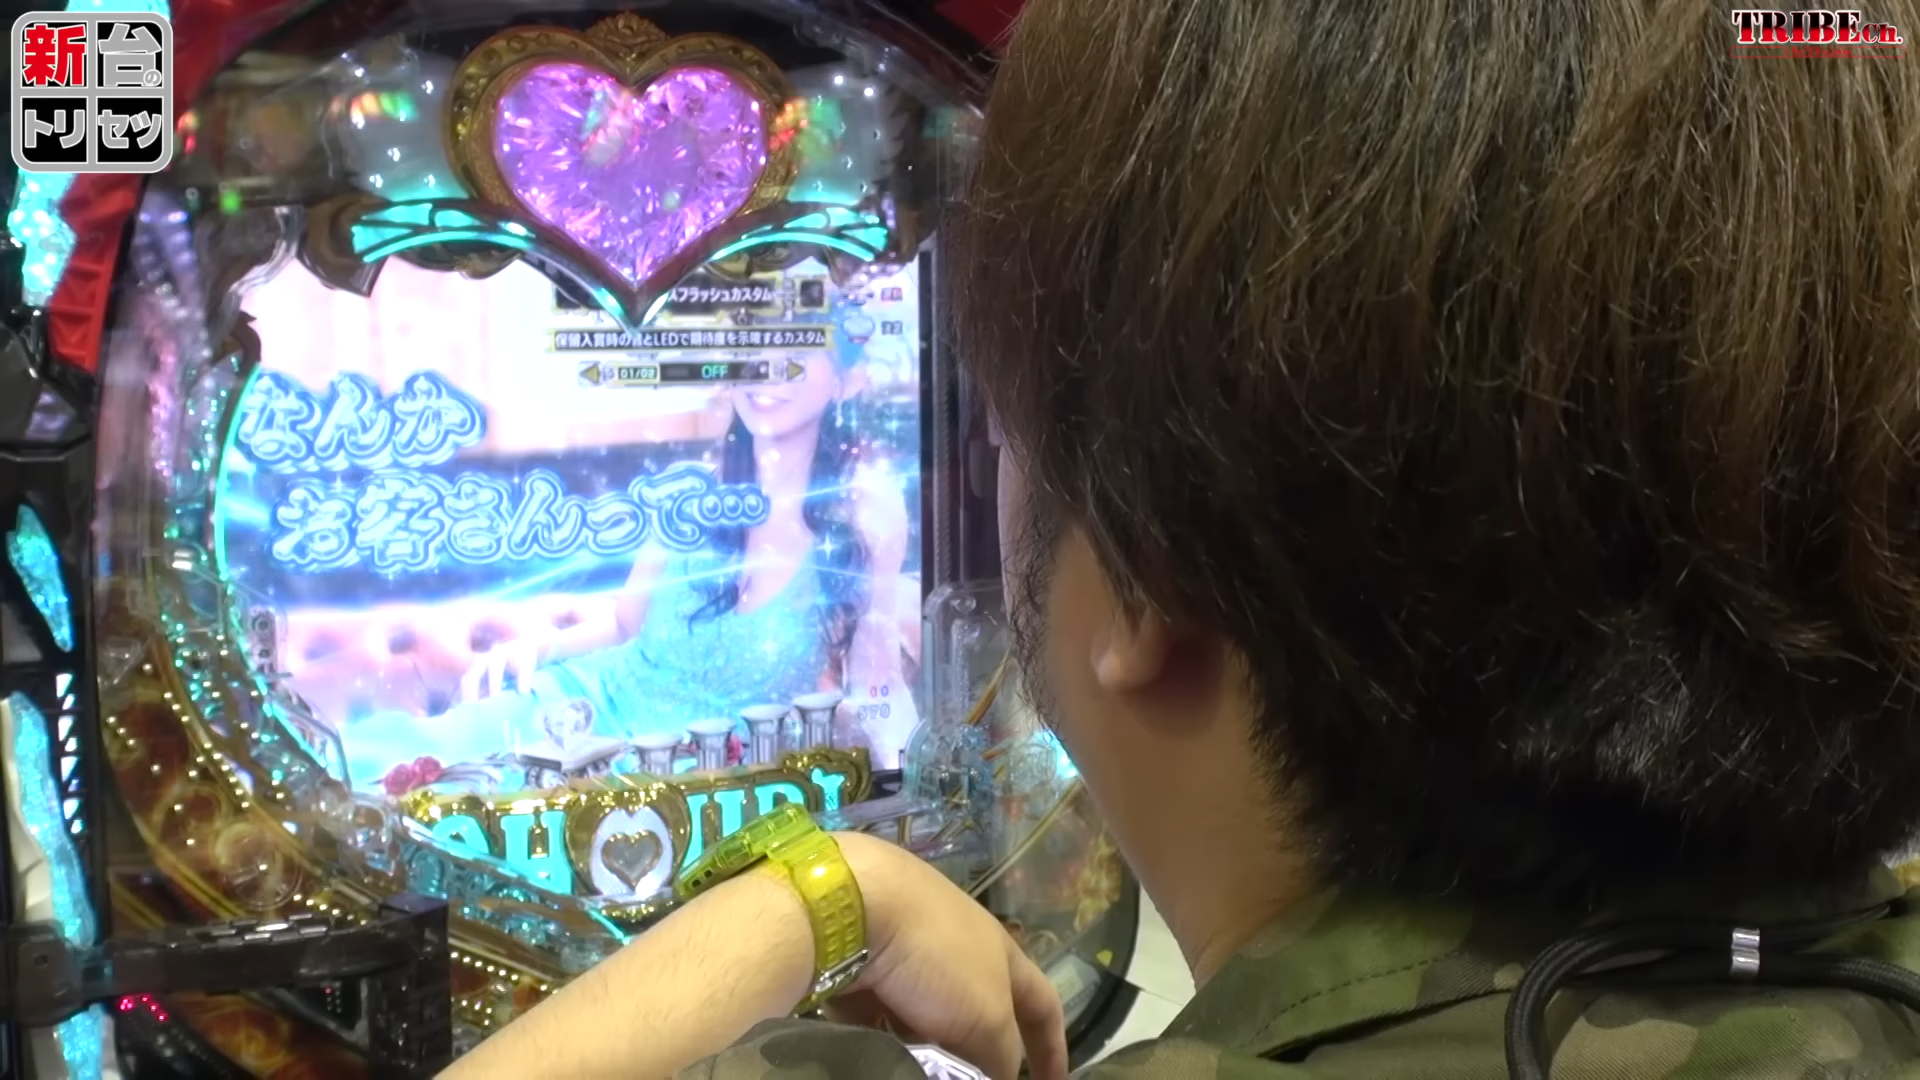 新台の
トリセツ
TRIBE Ch.
スフラッシュカスタム
保留入賞時の音とLEDで期待度を示唆するカスタム
01/02 OFF
なんか
お客さんって…
00
570